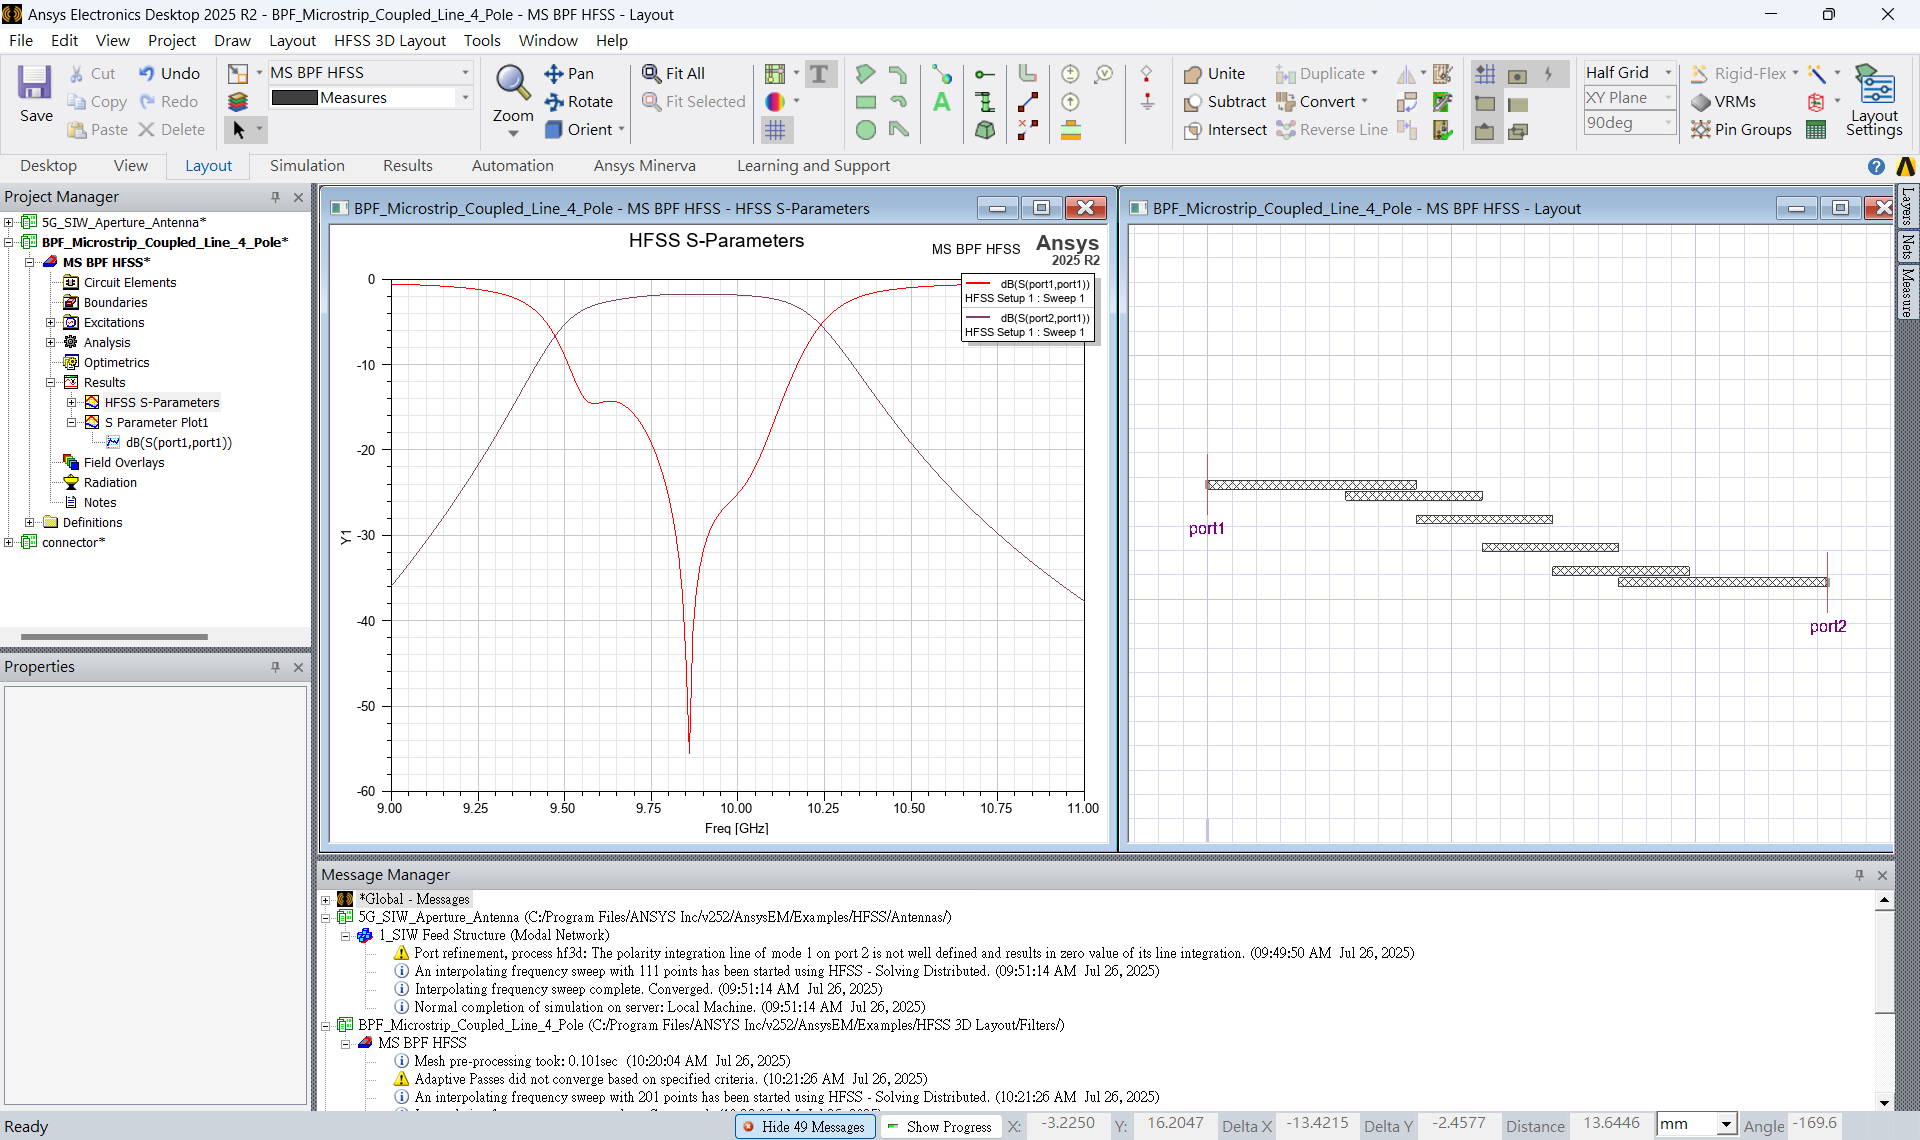 Ansys Electronics Desktop 2025 R2 - BPF_Microstrip_Coupled_Line_4_Pole - MS BPF HFSS - Layout
File Edit View Project Draw Layout HFSS 3D Layout Tools Window Help
Save
Cut
Copy
Paste
Undo
Redo
Delete
MS BPF HFSS
Measures
Zoom
Pan
Rotate
Orient
Fit All
Fit Selected
Unite
Subtract
Intersect
Duplicate
Convert
Reverse Line
Half Grid
XY Plane
90deg
Rigid-Flex
VRMs
Pin Groups
Layout
Settings
Desktop View Layout Simulation Results Automation Ansys Minerva Learning and Support
Project Manager
5G_SIW_Aperture_Antenna*
BPF_Microstrip_Coupled_Line_4_Pole*
MS BPF HFSS*
Circuit Elements
Boundaries
Excitations
Analysis
Optimetrics
Results
HFSS S-Parameters
S Parameter Plot1
dB(S(port1,port1))
Field Overlays
Radiation
Notes
Definitions
connector*
Properties
BPF_Microstrip_Coupled_Line_4_Pole - MS BPF HFSS - HFSS S-Parameters
HFSS S-Parameters
MS BPF HFSS
Ansys
2025 R2
dB(S(port1,port1))
HFSS Setup 1 : Sweep 1
dB(S(port2,port1))
HFSS Setup 1 : Sweep 1
0
-10
-20
-30
-40
-50
-60
Y1
9.00 9.25 9.50 9.75 10.00 10.25 10.50 10.75 11.00
Freq [GHz]
BPF_Microstrip_Coupled_Line_4_Pole - MS BPF HFSS - Layout
port1
port2
Layers
Nets
Measure
Message Manager
*Global - Messages
5G_SIW_Aperture_Antenna (C:/Program Files/ANSYS Inc/v252/AnsysEM/Examples/HFSS/Antennas/)
1_SIW Feed Structure (Modal Network)
Port refinement, process hf3d: The polarity integration line of mode 1 on port 2 is not well defined and results in zero value of its line integration. (09:49:50 AM Jul 26, 2025)
An interpolating frequency sweep with 111 points has been started using HFSS - Solving Distributed. (09:51:14 AM Jul 26, 2025)
Interpolating frequency sweep complete. Converged. (09:51:14 AM Jul 26, 2025)
Normal completion of simulation on server: Local Machine. (09:51:14 AM Jul 26, 2025)
BPF_Microstrip_Coupled_Line_4_Pole (C:/Program Files/ANSYS Inc/v252/AnsysEM/Examples/HFSS 3D Layout/Filters/)
MS BPF HFSS
Mesh pre-processing took: 0.101sec (10:20:04 AM Jul 26, 2025)
Adaptive Passes did not converge based on specified criteria. (10:21:26 AM Jul 26, 2025)
An interpolating frequency sweep with 201 points has been started using HFSS - Solving Distributed. (10:21:26 AM Jul 26, 2025)
Ready
Hide 49 Messages
Show Progress
X: -3.2250 Y: 16.2047 Delta X -13.4215 Delta Y -2.4577 Distance 13.6446 mm Angle -169.6